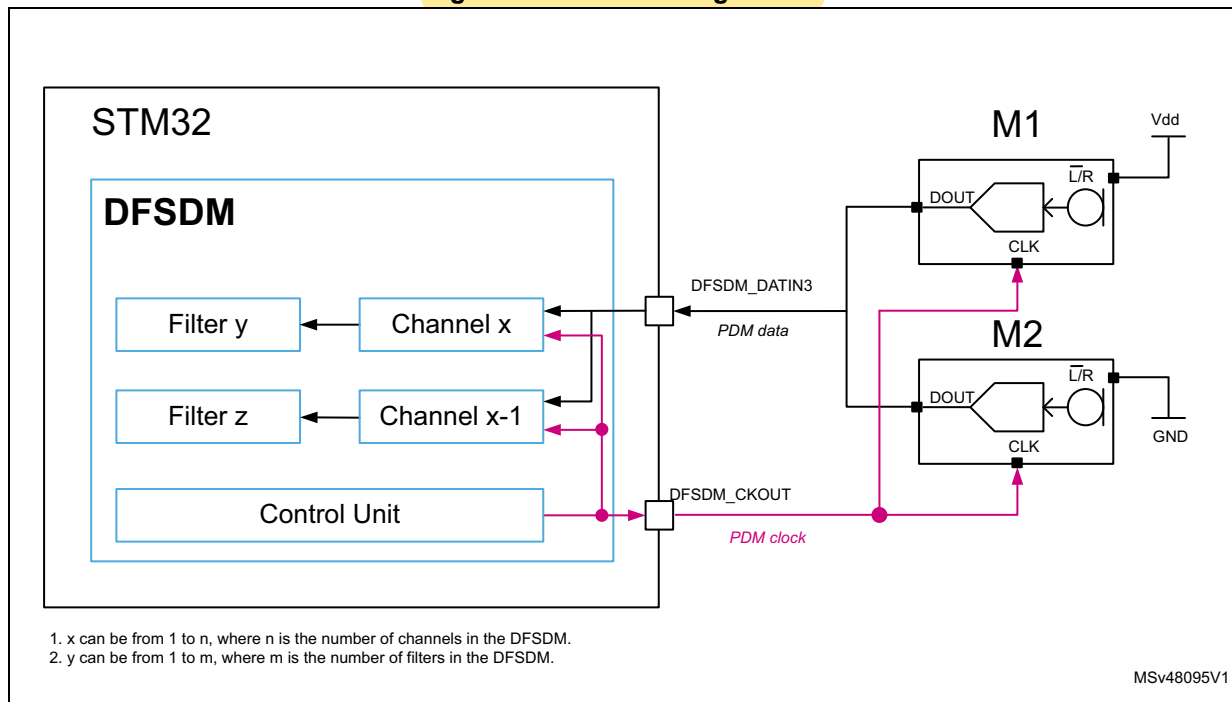 STM32
DFSDM
Filter y
Channel x
Filter z
Channel x-1
Control Unit
DFSDM_DATIN3
PDM data
DFSDM_CKOUT
PDM clock
M1
Vdd
L/R
DOUT
CLK
M2
L/R
DOUT
CLK
GND
1. x can be from 1 to n, where n is the number of channels in the DFSDM.
2. y can be from 1 to m, where m is the number of filters in the DFSDM.
MSv48095V1